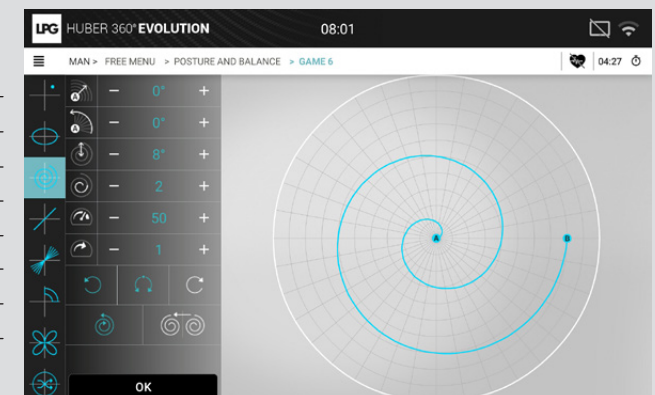 LPG HUBER 360° EVOLUTION 08:01
MAN > FREE MENU > POSTURE AND BALANCE > GAME 6 04:27
A − 0° +
A − 0° +
− 8° +
− 2 +
− 50 +
− 1 +
A B
OK